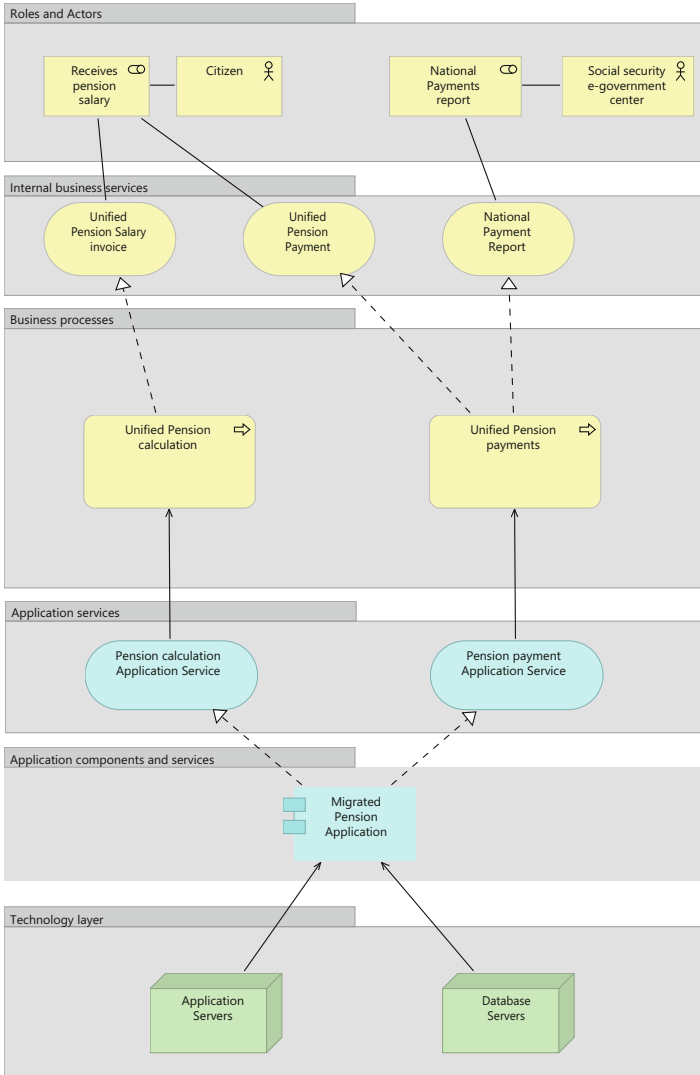 Roles and Actors
Receives
pension
salary
Citizen
National
Payments
report
Social security
e-government
center
Internal business services
Unified
Pension Salary
invoice
Unified
Pension
Payment
National
Payment
Report
Business processes
Unified Pension
calculation
Unified Pension
payments
Application services
Pension calculation
Application Service
Pension payment
Application Service
Application components and services
Migrated
Pension
Application
Technology layer
Application
Servers
Database
Servers